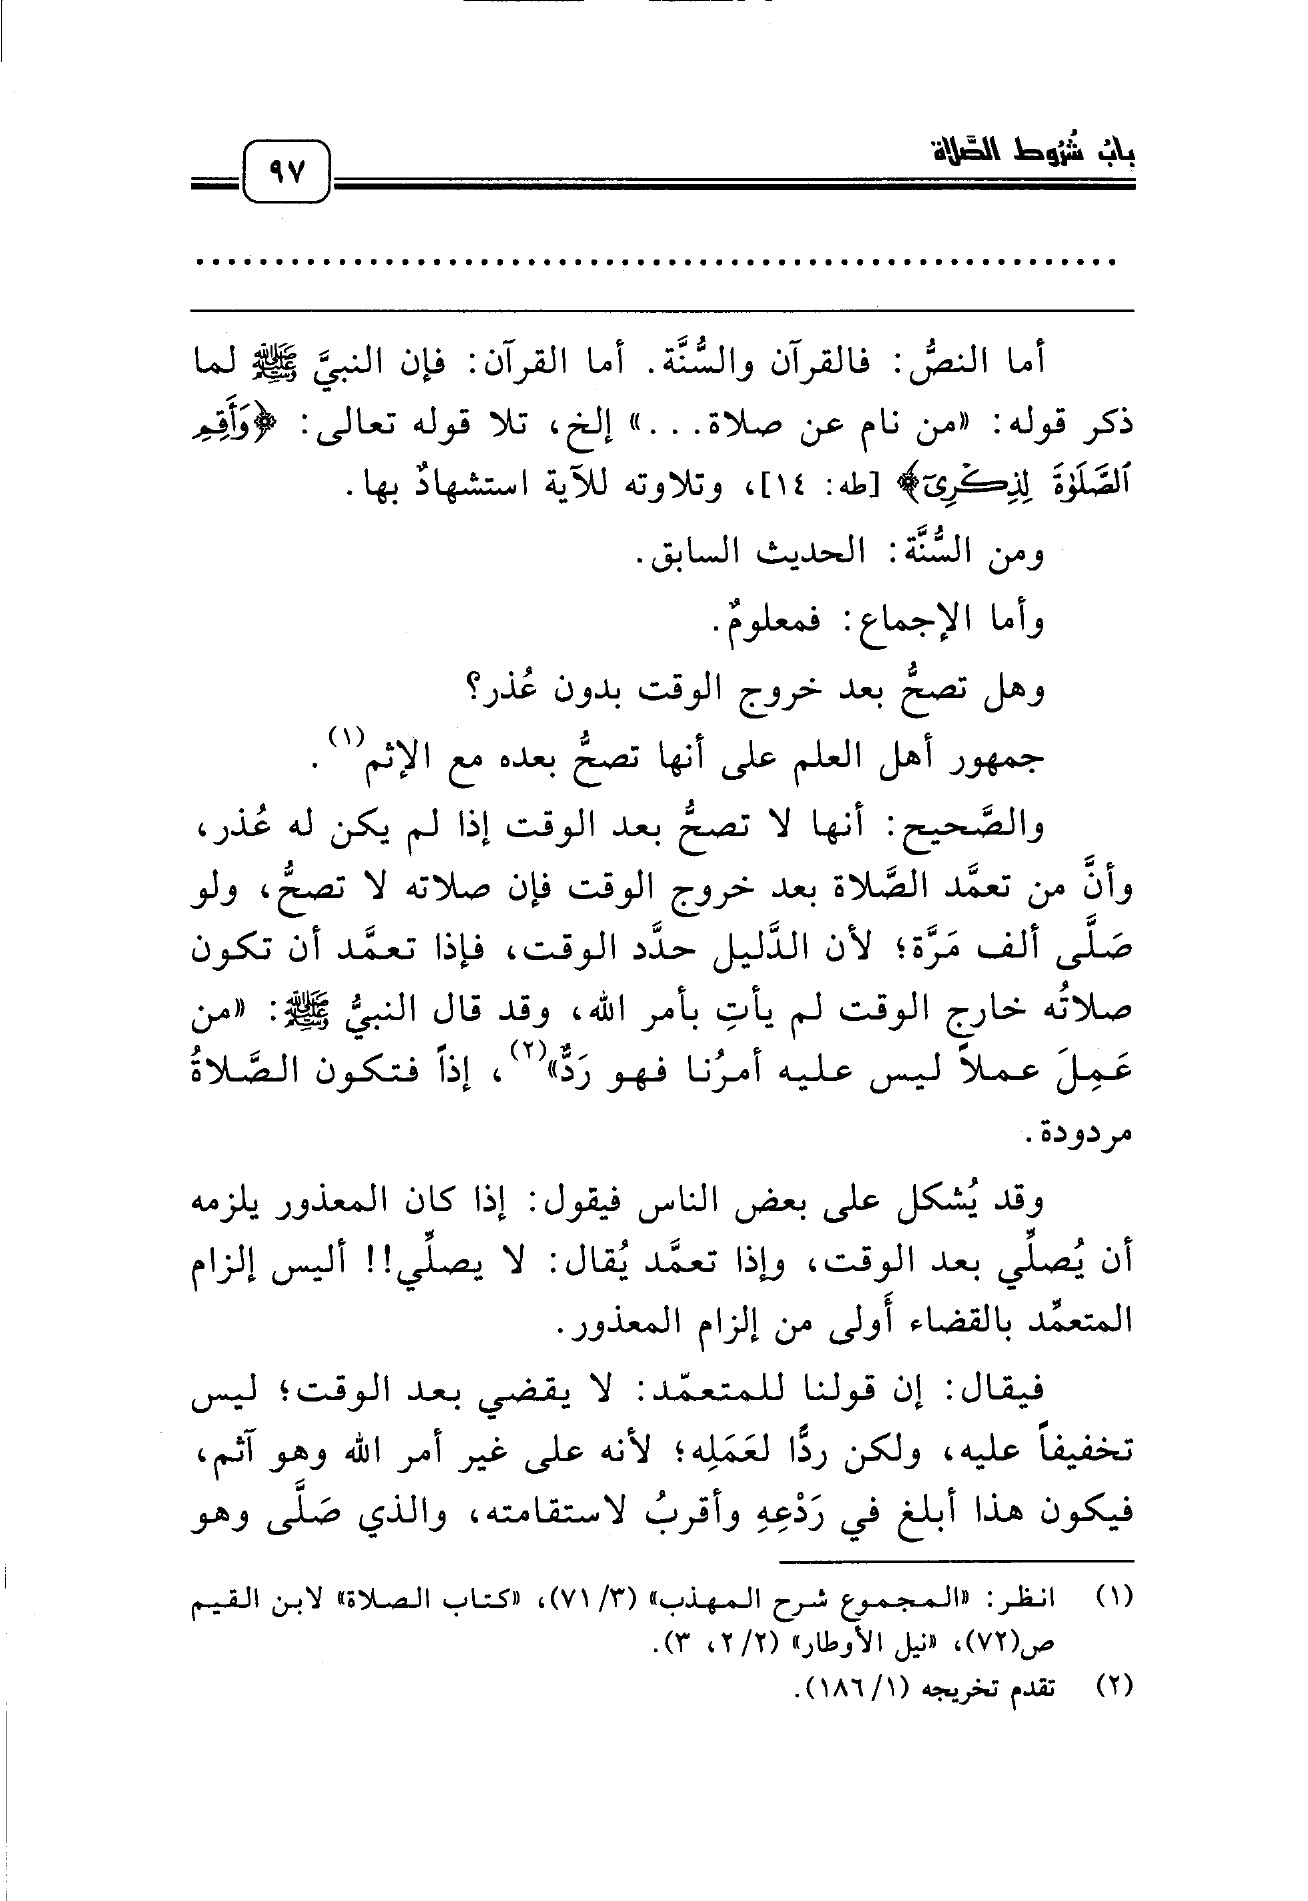 بابُ شُرُوط الصَّلاة
٩٧
أما النصُّ: فالقرآن والسُّنَّة. أما القرآن: فإن النبيَّ ﷺ لما
ذكر قوله: «من نام عن صلاة...» إلخ، تلا قوله تعالى: ﴿وَأَقِمِ
ٱلصَّلَوٰةَ لِذِكْرِىٓ﴾ [طه: ١٤]، وتلاوته للآية استشهادٌ بها.
ومن السُّنَّة: الحديث السابق.
وأما الإجماع: فمعلومٌ.
وهل تصحُّ بعد خروج الوقت بدون عُذر؟
جمهور أهل العلم على أنها تصحُّ بعده مع الإثم(١).
والصَّحيح: أنها لا تصحُّ بعد الوقت إذا لم يكن له عُذر،
وأنَّ من تعمَّد الصَّلاة بعد خروج الوقت فإن صلاته لا تصحُّ، ولو
صَلَّى ألف مَرَّة؛ لأن الدَّليل حدَّد الوقت، فإذا تعمَّد أن تكون
صلاتُه خارج الوقت لم يأتِ بأمر الله، وقد قال النبيُّ ﷺ: «من
عَمِلَ عملاً ليس عليه أمرُنا فهو رَدٌّ»(٢)، إذاً فتكون الصَّلاةُ
مردودة.
وقد يُشكل على بعض الناس فيقول: إذا كان المعذور يلزمه
أن يُصلِّي بعد الوقت، وإذا تعمَّد يُقال: لا يصلِّي!! أليس إلزام
المتعمِّد بالقضاء أَولى من إلزام المعذور.
فيقال: إن قولنا للمتعمّد: لا يقضي بعد الوقت؛ ليس
تخفيفاً عليه، ولكن ردًّا لعَمَلِه؛ لأنه على غير أمر الله وهو آثم،
فيكون هذا أبلغ في رَدْعِهِ وأقربُ لاستقامته، والذي صَلَّى وهو
(١) انظر: «المجموع شرح المهذب» (٧١/٣)، «كتاب الصلاة» لابن القيم
ص(٧٢)، «نيل الأوطار» (٢/٢، ٣).
(٢) تقدم تخريجه (١٨٦/١).